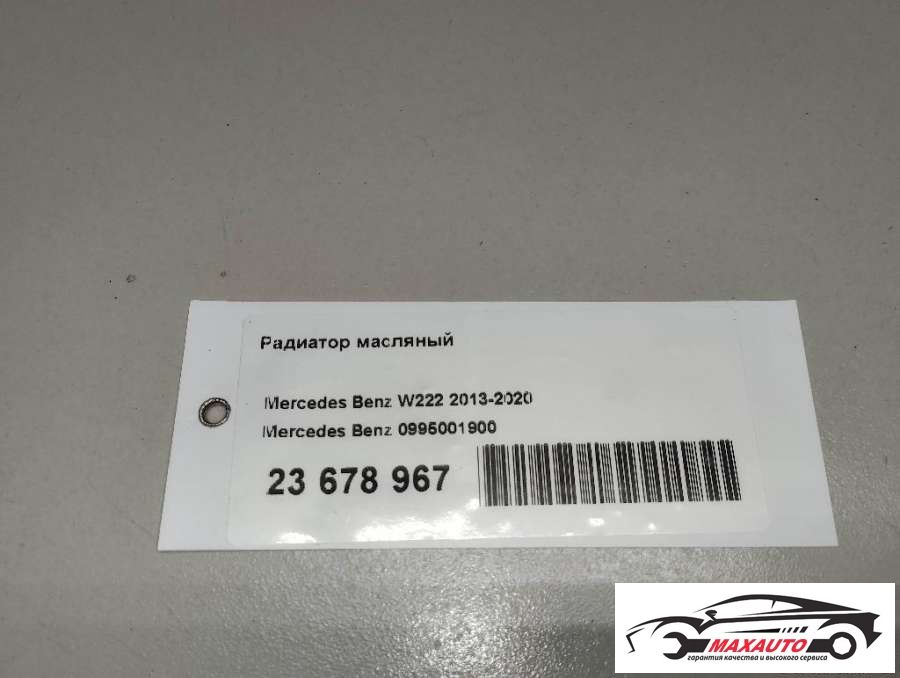 Радиатор масляный
Mercedes Benz W222 2013-2020
Mercedes Benz 0995001900
23 678 967
MAXAUTO
гарантия качества и высокого сервиса